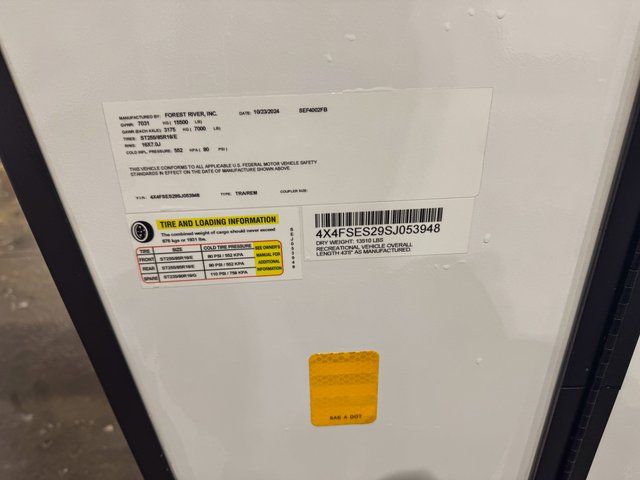 MANUFACTURED BY: FOREST RIVER, INC. DATE: 10/23/2024 SEF4002FB
GVWR: 7031 KG ( 15500 LB)
GAWR (EACH AXLE) 3175 KG ( 7000 LB)
TIRES: ST255/85R16/E
RIMS: 16X7.0J
COLD INFL. PRESSURE: 552 KPA ( 80 PSI )
THIS VEHICLE CONFORMS TO ALL APPLICABLE U.S. FEDERAL MOTOR VEHICLE SAFETY
STANDARDS IN EFFECT ON THE DATE OF MANUFACTURE SHOWN ABOVE.
V.I.N: 4X4FSES29SJ053948 TYPE: TRA/REM COUPLER SIZE:
TIRE AND LOADING INFORMATION
The combined weight of cargo should never exceed
876 kgs or 1931 lbs.
TIRE SIZE COLD TIRE PRESSURE
FRONT ST255/85R16/E 80 PSI / 552 KPA
REAR ST255/85R16/E 80 PSI / 552 KPA
SPARE 110 PSI / 758 KPA
SEE OWNER'S
MANUAL FOR
ADDITIONAL
INFORMATION
SEJ053948
4X4FSES29SJ053948
DRY WEIGHT: 13510 LBS
RECREATIONAL VEHICLE OVERALL
LENGTH 43'5" AS MANUFACTURED.